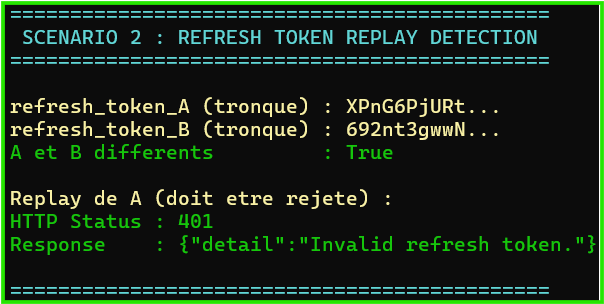 =============================================
SCENARIO 2 : REFRESH TOKEN REPLAY DETECTION
=============================================
refresh_token_A (tronque) : XPnG6PjURt...
refresh_token_B (tronque) : 692nt3gwwN...
A et B differents         : True
Replay de A (doit etre rejete) :
HTTP Status : 401
Response    : {"detail":"Invalid refresh token."}
=============================================